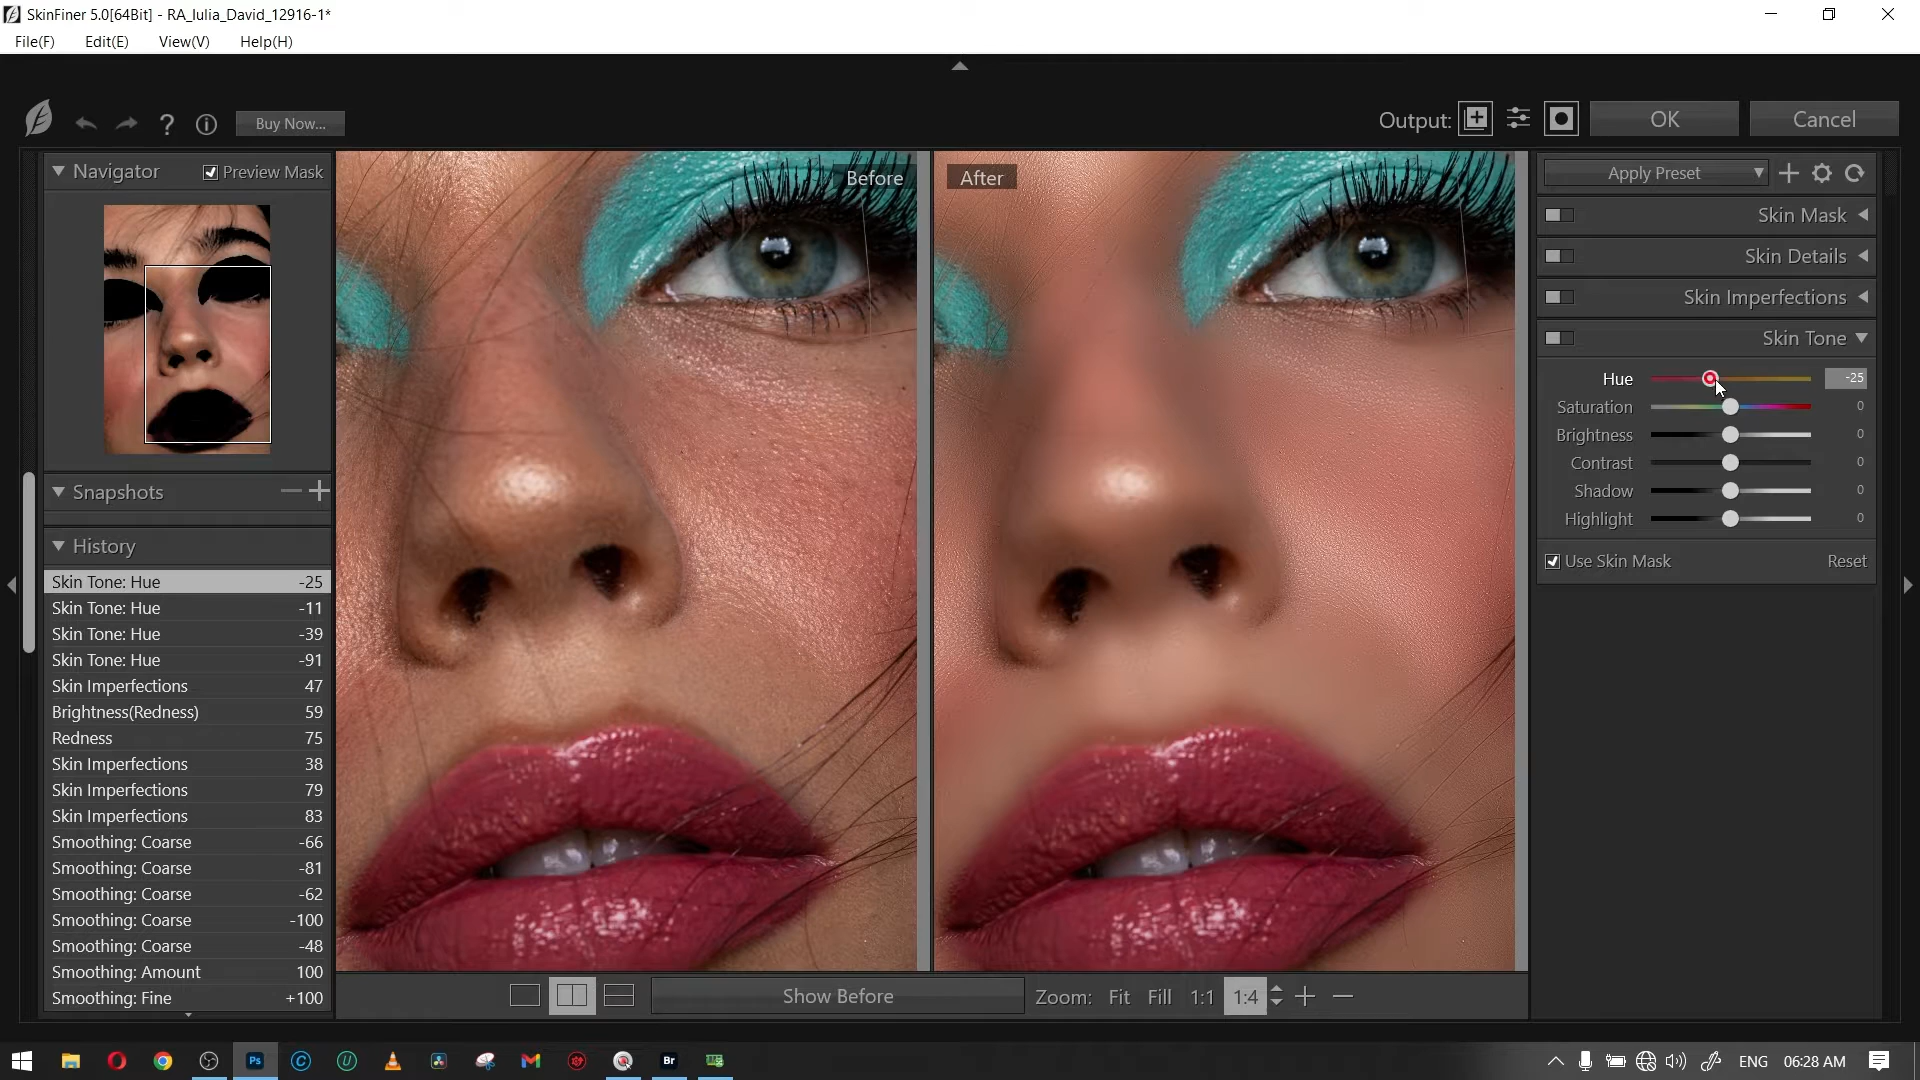 SkinFiner 5.0[64Bit] - RA_Iulia_David_12916-1*
File(F) Edit(E) View(V) Help(H)
Buy Now...
Output:
OK
Cancel
Navigator
Preview Mask
Snapshots
History
Skin Tone: Hue -25
Skin Tone: Hue -11
Skin Tone: Hue -39
Skin Tone: Hue -91
Skin Imperfections 47
Brightness(Redness) 59
Redness 75
Skin Imperfections 38
Skin Imperfections 79
Skin Imperfections 83
Smoothing: Coarse -66
Smoothing: Coarse -81
Smoothing: Coarse -62
Smoothing: Coarse -100
Smoothing: Coarse -48
Smoothing: Amount 100
Smoothing: Fine +100
Before
After
Show Before
Zoom: Fit Fill 1:1 1:4
Apply Preset
Skin Mask
Skin Details
Skin Imperfections
Skin Tone
Hue -25
Saturation 0
Brightness 0
Contrast 0
Shadow 0
Highlight 0
Use Skin Mask Reset
Ps
Br
ENG 06:28 AM